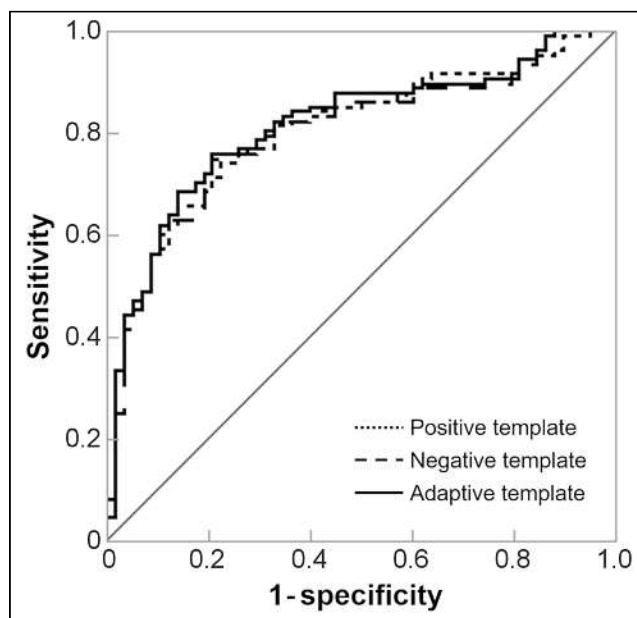 1.0
0.8
0.6
0.4
0.2
0
Sensitivity
Positive template
Negative template
Adaptive template
0 0.2 0.4 0.6 0.8 1.0
1-specificity